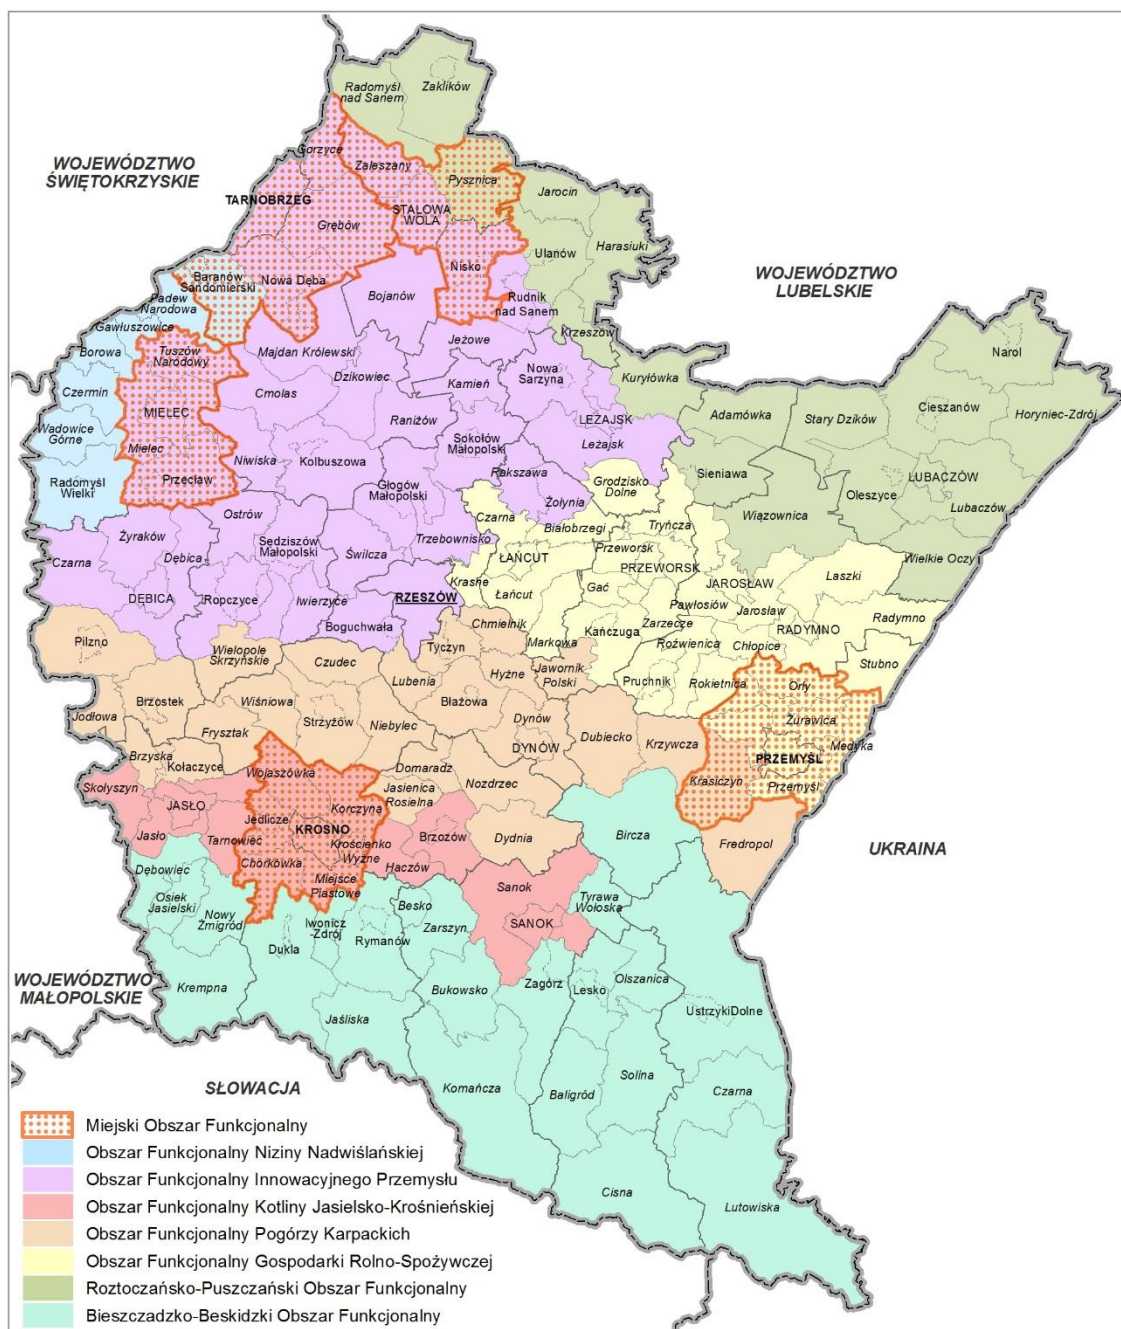 Radomyśl
nad Sanem
Zaklików
WOJEWÓDZTWO
ŚWIĘTOKRZYSKIE
Gorzyce
Zaleszany
Pysznica
Jarocin
TARNOBRZEG
STALOWA
WOLA
Grębów
Ulanów
Harasiuki
Baranów
Sandomierski
Nowa Dęba
Nisko
WOJEWÓDZTWO
LUBELSKIE
Padew
Narodowa
Bojanów
Rudnik
nad Sanem
Gawłuszowice
Krzeszów
Borowa
Tuszów
Narodowy
Majdan Królewski
Jeżowe
Narol
Czermin
Dzikowiec
Kamień
Nowa
Sarzyna
Kuryłówka
Cmolas
MIELEC
Raniżów
LEŻAJSK
Adamówka
Stary Dzików
Cieszanów
Horyniec-Zdrój
Wadowice
Górne
Mielec
Niwiska
Kolbuszowa
Sokołów
Małopolski
Leżajsk
Radomyśl
Wielki
Przecław
Głogów
Małopolski
Rakszawa
Grodzisko
Dolne
Sieniawa
Oleszyce
LUBACZÓW
Żołynia
Lubaczów
Ostrów
Czarna
Białobrzegi
Tryńcza
Wiązownica
Żyraków
Sędziszów
Małopolski
Świlcza
Trzebownisko
Czarna
Dębica
ŁAŃCUT
Przeworsk
PRZEWORSK
Wielkie Oczy
Krasne
Łańcut
Gać
JAROSŁAW
Laszki
DĘBICA
Ropczyce
Iwierzyce
RZESZÓW
Pawłosiów
Jarosław
Boguchwała
Chmielnik
Kańczuga
Zarzecze
RADYMNO
Radymno
Pilzno
Wielopole
Skrzyńskie
Czudec
Tyczyn
Markowa
Roźwienica
Chłopice
Stubno
Lubenia
Hyżne
Jawornik
Polski
Pruchnik
Rokietnica
Orły
Brzostek
Wiśniowa
Błażowa
Jodłowa
Strzyżów
Niebylec
Dynów
Żurawica
Frysztak
DYNÓW
Dubiecko
Krzywcza
Medyka
Brzyska
Kołaczyce
PRZEMYŚL
Wojaszówka
Domaradz
Krasiczyn
Przemyśl
Skołyszyn
Jasienica
Rosielna
Nozdrzec
JASŁO
Jedlicze
Korczyna
Brzozów
Jasło
Tarnowiec
KROSNO
Krościenko
Wyżne
Dydnia
Bircza
Fredropol
UKRAINA
Chorkówka
Haczów
Dębowiec
Miejsce
Piastowe
Sanok
Osiek
Jasielski
Nowy
Żmigród
Besko
Tyrawa
Wołoska
Iwonicz
-Zdrój
Zarszyn
SANOK
Dukla
Rymanów
WOJEWÓDZTWO
MAŁOPOLSKIE
Krempna
Bukowsko
Zagórz
Lesko
Olszanica
UstrzykiDolne
Jaśliska
SŁOWACJA
Komańcza
Baligród
Solina
Czarna
Cisna
Lutowiska
Miejski Obszar Funkcjonalny
Obszar Funkcjonalny Niziny Nadwiślańskiej
Obszar Funkcjonalny Innowacyjnego Przemysłu
Obszar Funkcjonalny Kotliny Jasielsko-Krośnieńskiej
Obszar Funkcjonalny Pogórzy Karpackich
Obszar Funkcjonalny Gospodarki Rolno-Spożywczej
Roztoczańsko-Puszczański Obszar Funkcjonalny
Bieszczadzko-Beskidzki Obszar Funkcjonalny